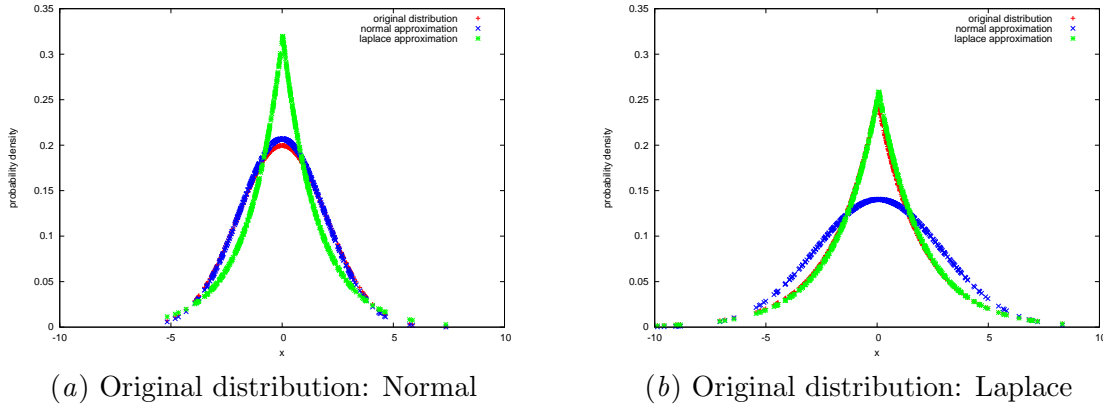 0.35
0.3
0.25
0.2
0.15
0.1
0.05
0
-10
-5
0
5
10
probability density
x
original distribution
normal approximation
laplace approximation
(a) Original distribution: Normal
0.35
0.3
0.25
0.2
0.15
0.1
0.05
0
-10
-5
0
5
10
probability density
x
original distribution
normal approximation
laplace approximation
(b) Original distribution: Laplace